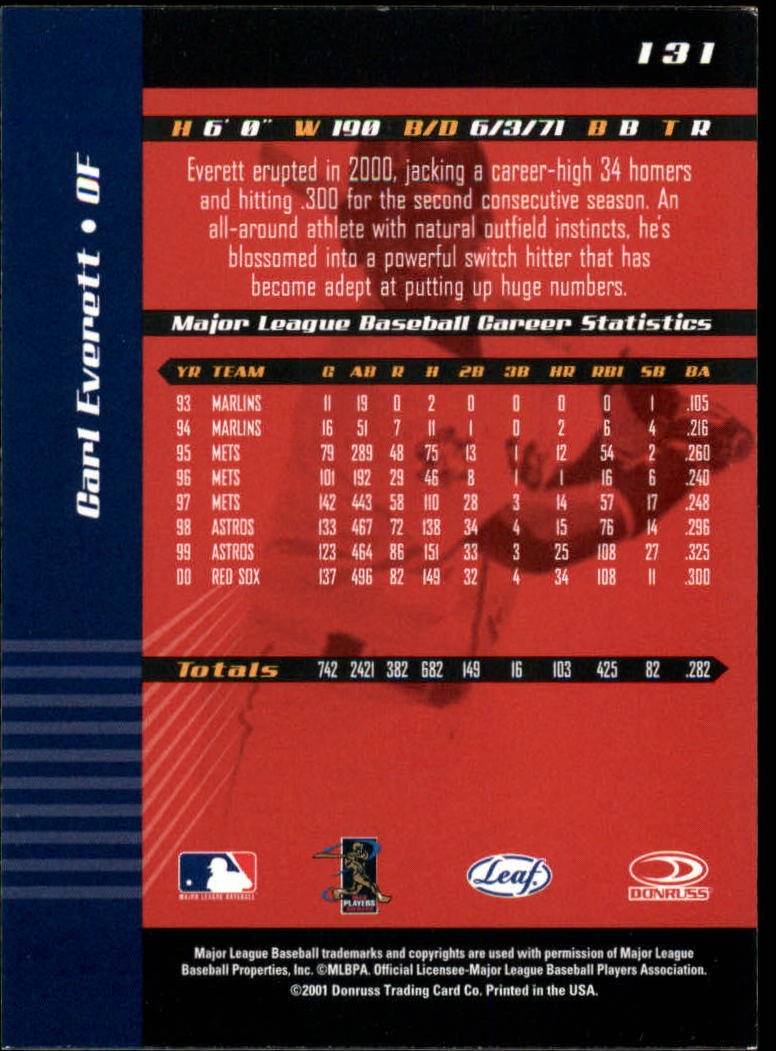 131
H 6' 0" W 190 B/D 6/3/71 B B T R
Carl Everett • OF
Everett erupted in 2000, jacking a career-high 34 homers
and hitting .300 for the second consecutive season. An
all-around athlete with natural outfield instincts, he's
blossomed into a powerful switch hitter that has
become adept at putting up huge numbers.
Major League Baseball Career Statistics
YR TEAM G AB R H 2B 3B HR RBI SB BA
93 MARLINS 11 19 0 2 0 0 0 0 1 .105
94 MARLINS 16 51 7 11 1 0 2 6 4 .216
95 METS 79 289 48 75 13 1 12 54 2 .260
96 METS 101 192 29 46 8 1 1 16 6 .240
97 METS 142 443 58 110 28 3 14 57 17 .248
98 ASTROS 133 467 72 138 34 4 15 76 14 .296
99 ASTROS 123 464 86 151 33 3 25 108 27 .325
00 RED SOX 137 496 82 149 32 4 34 108 11 .300
Totals 742 2421 382 682 149 16 103 425 82 .282
MAJOR LEAGUE BASEBALL
PLAYERS
Leaf
DONRUSS
Major League Baseball trademarks and copyrights are used with permission of Major League
Baseball Properties, Inc. ©MLBPA. Official Licensee-Major League Baseball Players Association.
©2001 Donruss Trading Card Co. Printed in the USA.